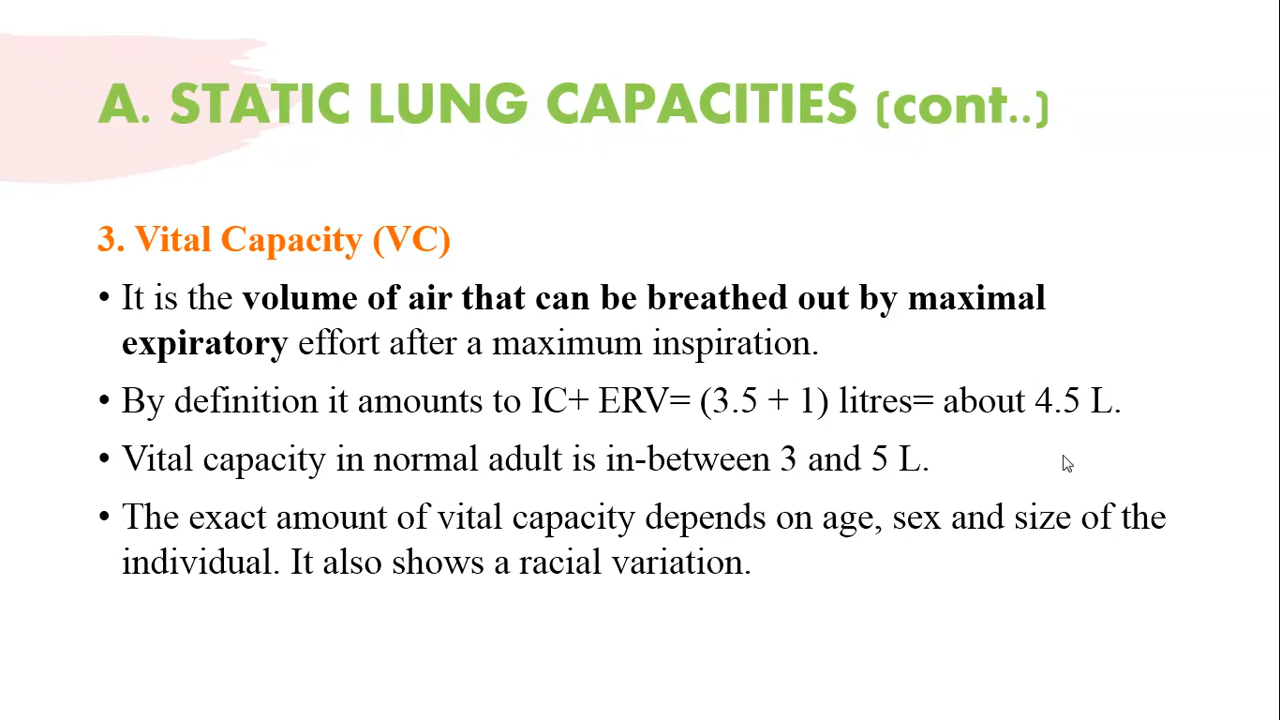 A. STATIC LUNG CAPACITIES (cont..)
3. Vital Capacity (VC)
• It is the volume of air that can be breathed out by maximal
expiratory effort after a maximum inspiration.
• By definition it amounts to IC+ ERV= (3.5 + 1) litres= about 4.5 L.
• Vital capacity in normal adult is in-between 3 and 5 L.
• The exact amount of vital capacity depends on age, sex and size of the
individual. It also shows a racial variation.